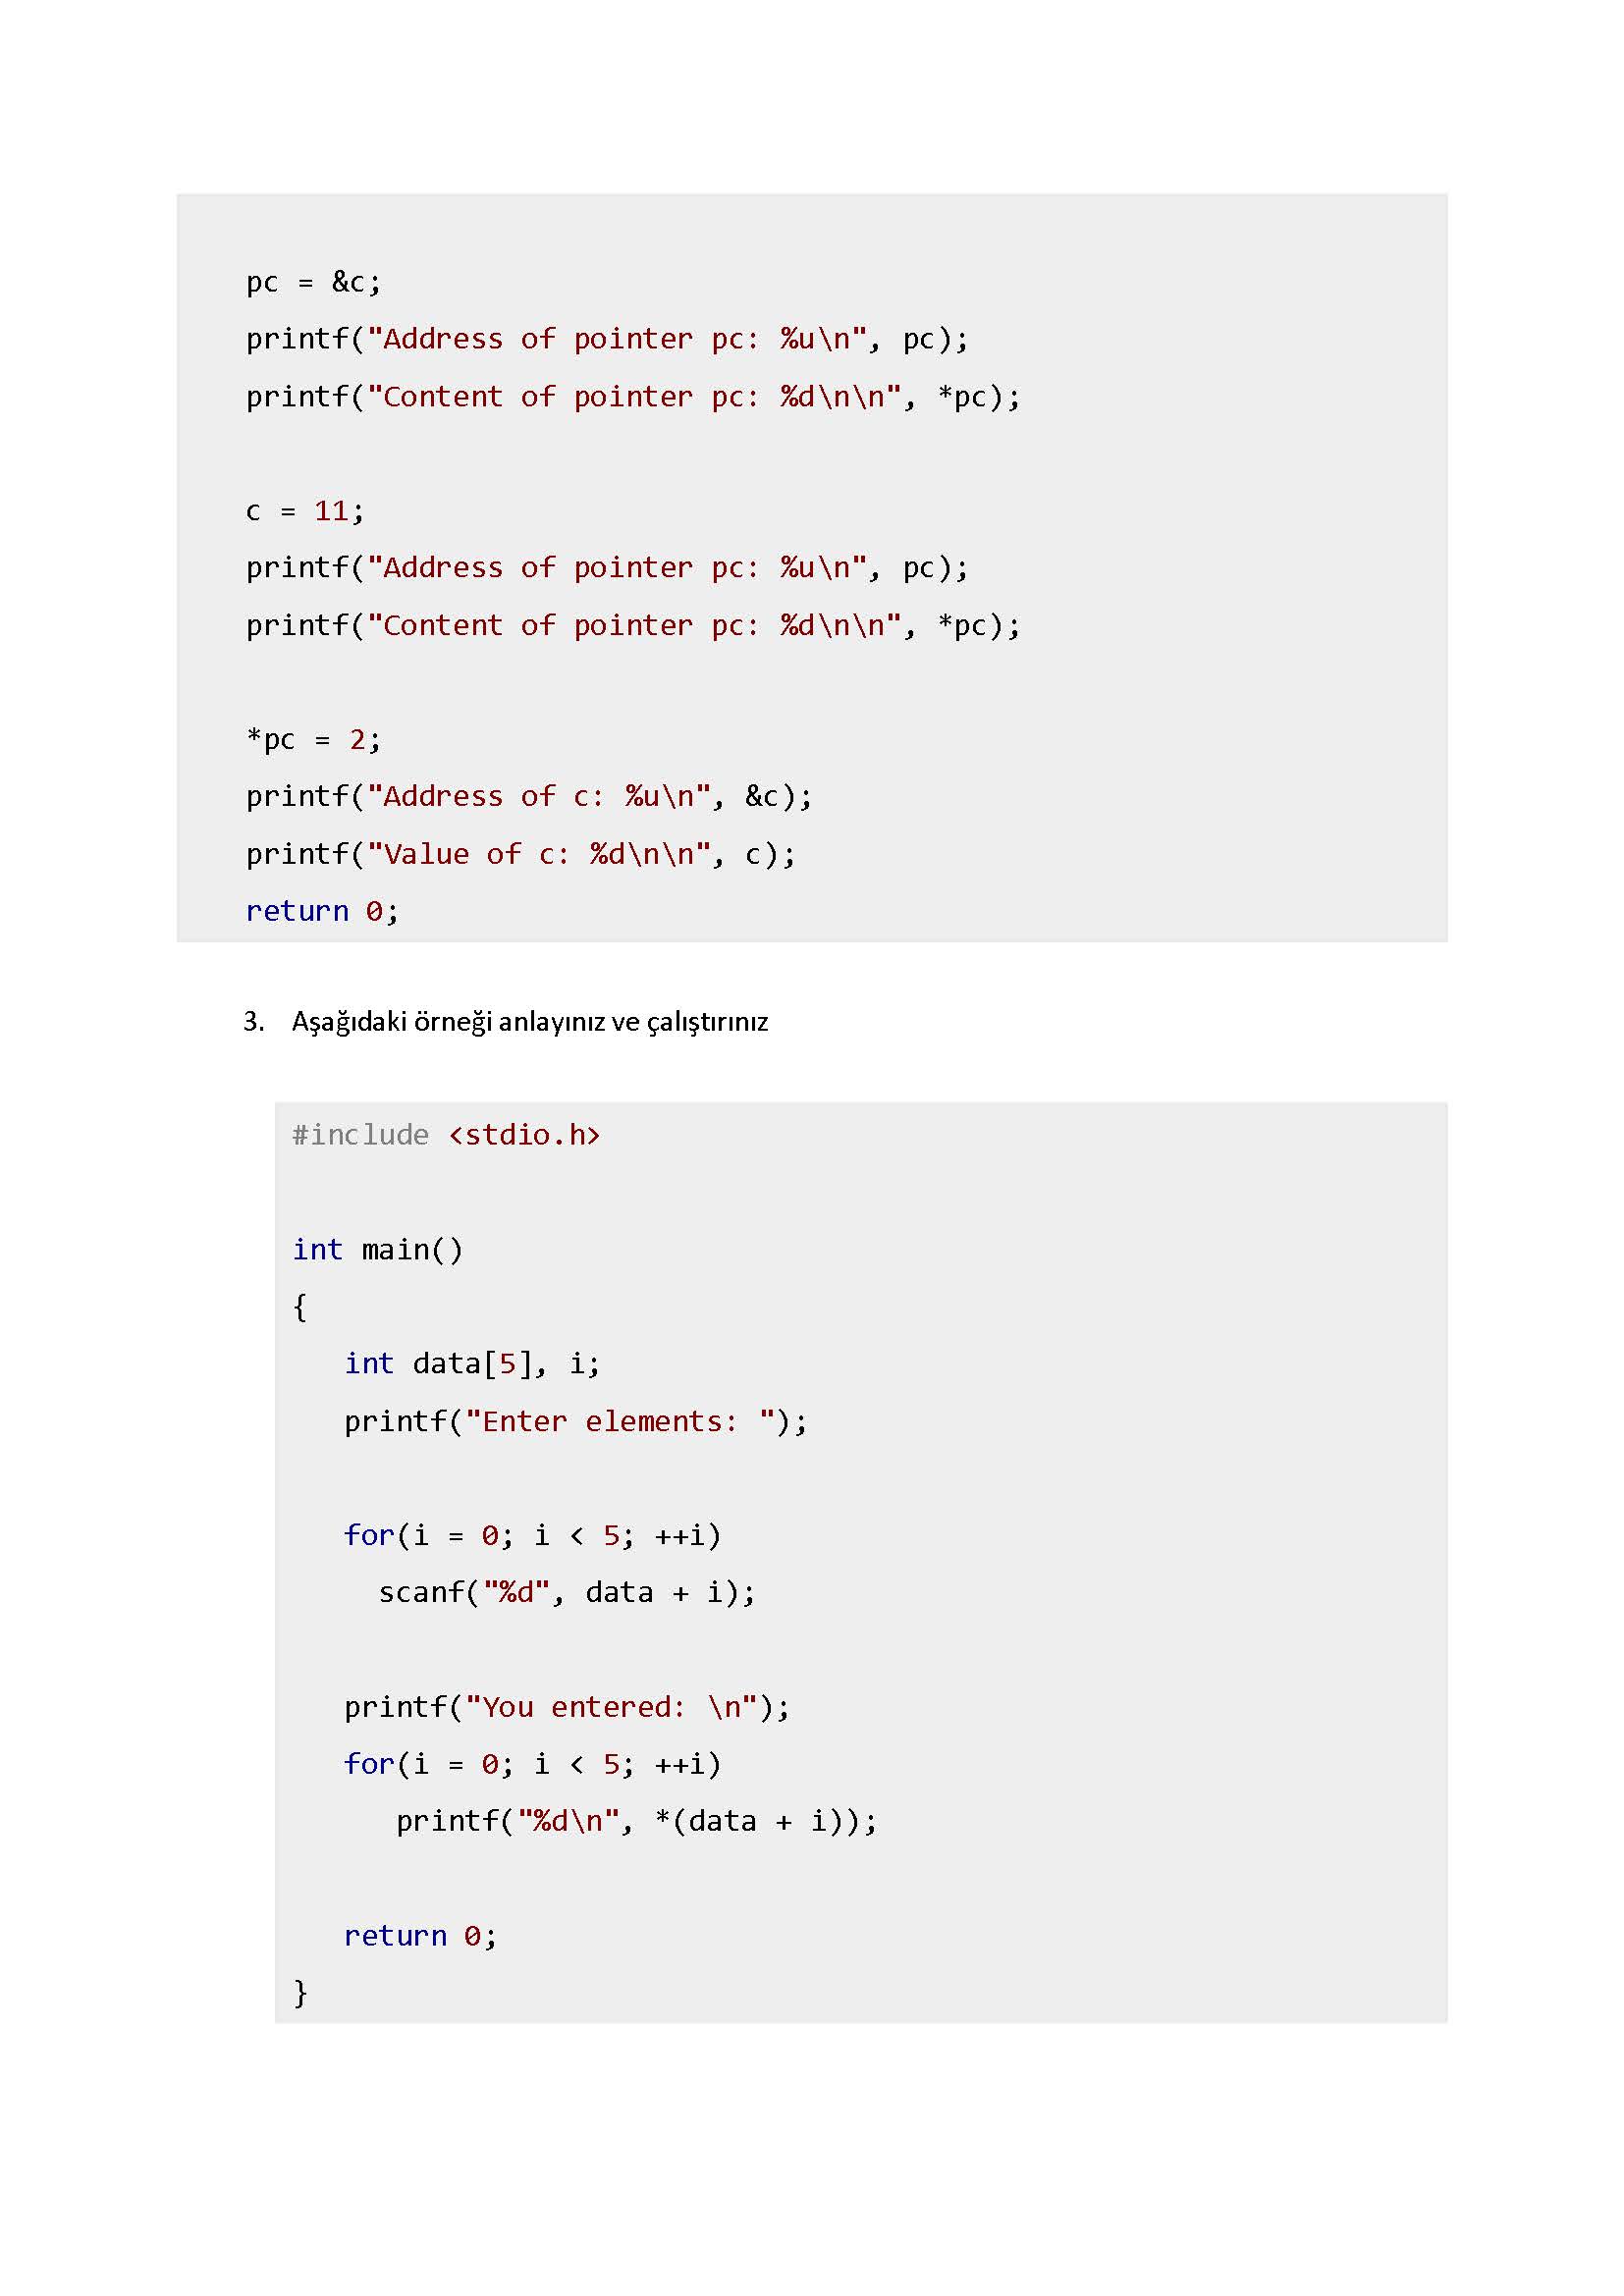 pc = &c;
printf("Address of pointer pc: %u\n", pc);
printf("Content of pointer pc: %d\n\n", *pc);
c = 11;
printf("Address of pointer pc: %u\n", pc);
printf("Content of pointer pc: %d\n\n", *pc);
*pc = 2;
printf("Address of c: %u\n", &c);
printf("Value of c: %d\n\n", c);
return 0;
3. Aşağıdaki örneği anlayınız ve çalıştırınız
#include <stdio.h>
int main()
{
int data[5], i;
printf("Enter elements: ");
for(i = 0; i < 5; ++i)
scanf("%d", data + i);
printf("You entered: \n");
for(i = 0; i < 5; ++i)
printf("%d\n", *(data + i));
return 0;
}